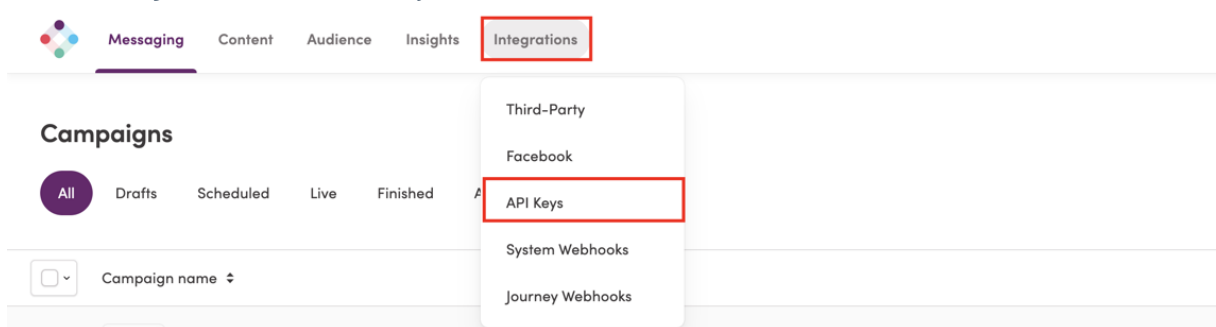 Messaging Content Audience Insights Integrations
Third-Party
Campaigns
Facebook
All Drafts Scheduled Live Finished
API Keys
System Webhooks
Campaign name
Journey Webhooks